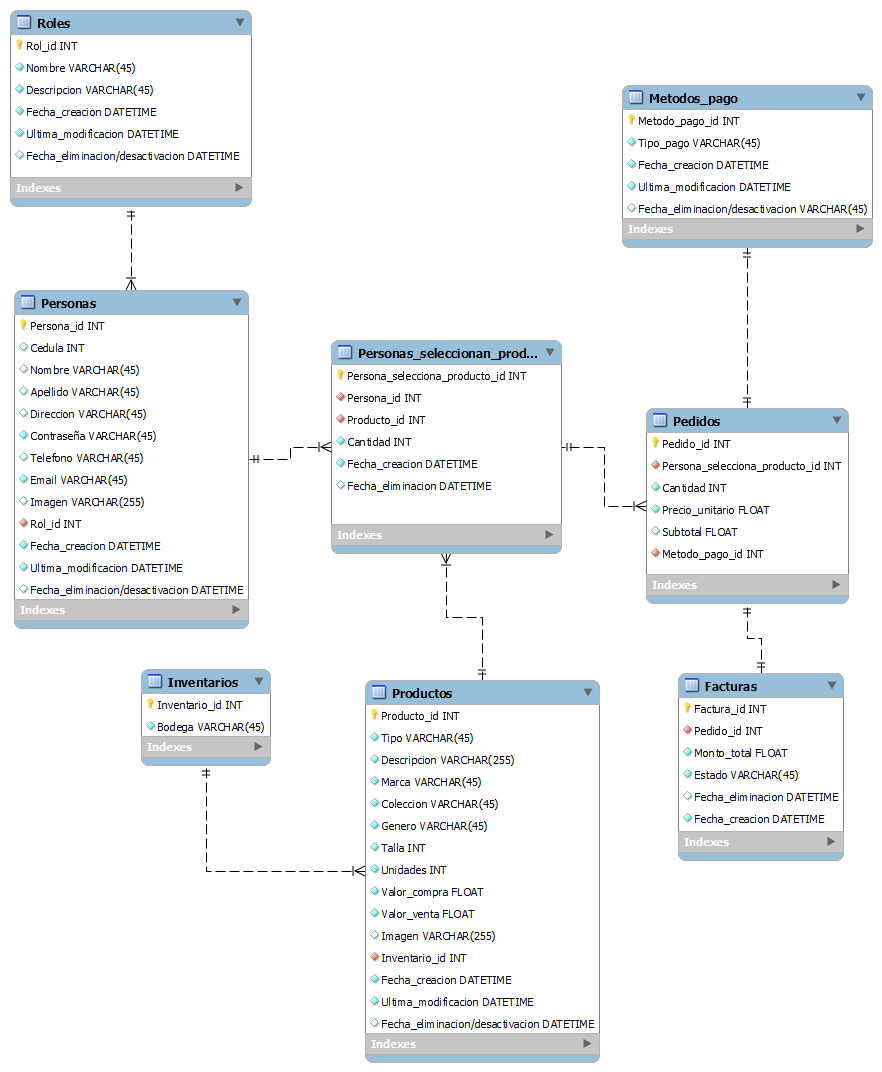 Roles
Rol_id INT
Nombre VARCHAR(45)
Descripcion VARCHAR(45)
Fecha_creacion DATETIME
Ultima_modificacion DATETIME
Fecha_eliminacion/desactivacion DATETIME
Indexes
Metodos_pago
Metodo_pago_id INT
Tipo_pago VARCHAR(45)
Fecha_creacion DATETIME
Ultima_modificacion DATETIME
Fecha_eliminacion/desactivacion VARCHAR(45)
Indexes
Personas
Persona_id INT
Cedula INT
Nombre VARCHAR(45)
Apellido VARCHAR(45)
Direccion VARCHAR(45)
Contraseña VARCHAR(45)
Telefono VARCHAR(45)
Email VARCHAR(45)
Imagen VARCHAR(255)
Rol_id INT
Fecha_creacion DATETIME
Ultima_modificacion DATETIME
Fecha_eliminacion/desactivacion DATETIME
Indexes
Personas_seleccionan_prod...
Persona_selecciona_producto_id INT
Persona_id INT
Producto_id INT
Cantidad INT
Fecha_creacion DATETIME
Fecha_eliminacion DATETIME
Indexes
Pedidos
Pedido_id INT
Persona_selecciona_producto_id INT
Cantidad INT
Precio_unitario FLOAT
Subtotal FLOAT
Metodo_pago_id INT
Indexes
Inventarios
Inventario_id INT
Bodega VARCHAR(45)
Indexes
Productos
Producto_id INT
Tipo VARCHAR(45)
Descripcion VARCHAR(255)
Marca VARCHAR(45)
Coleccion VARCHAR(45)
Genero VARCHAR(45)
Talla INT
Unidades INT
Valor_compra FLOAT
Valor_venta FLOAT
Imagen VARCHAR(255)
Inventario_id INT
Fecha_creacion DATETIME
Ultima_modificacion DATETIME
Fecha_eliminacion/desactivacion DATETIME
Indexes
Facturas
Factura_id INT
Pedido_id INT
Monto_total FLOAT
Estado VARCHAR(45)
Fecha_eliminacion DATETIME
Fecha_creacion DATETIME
Indexes